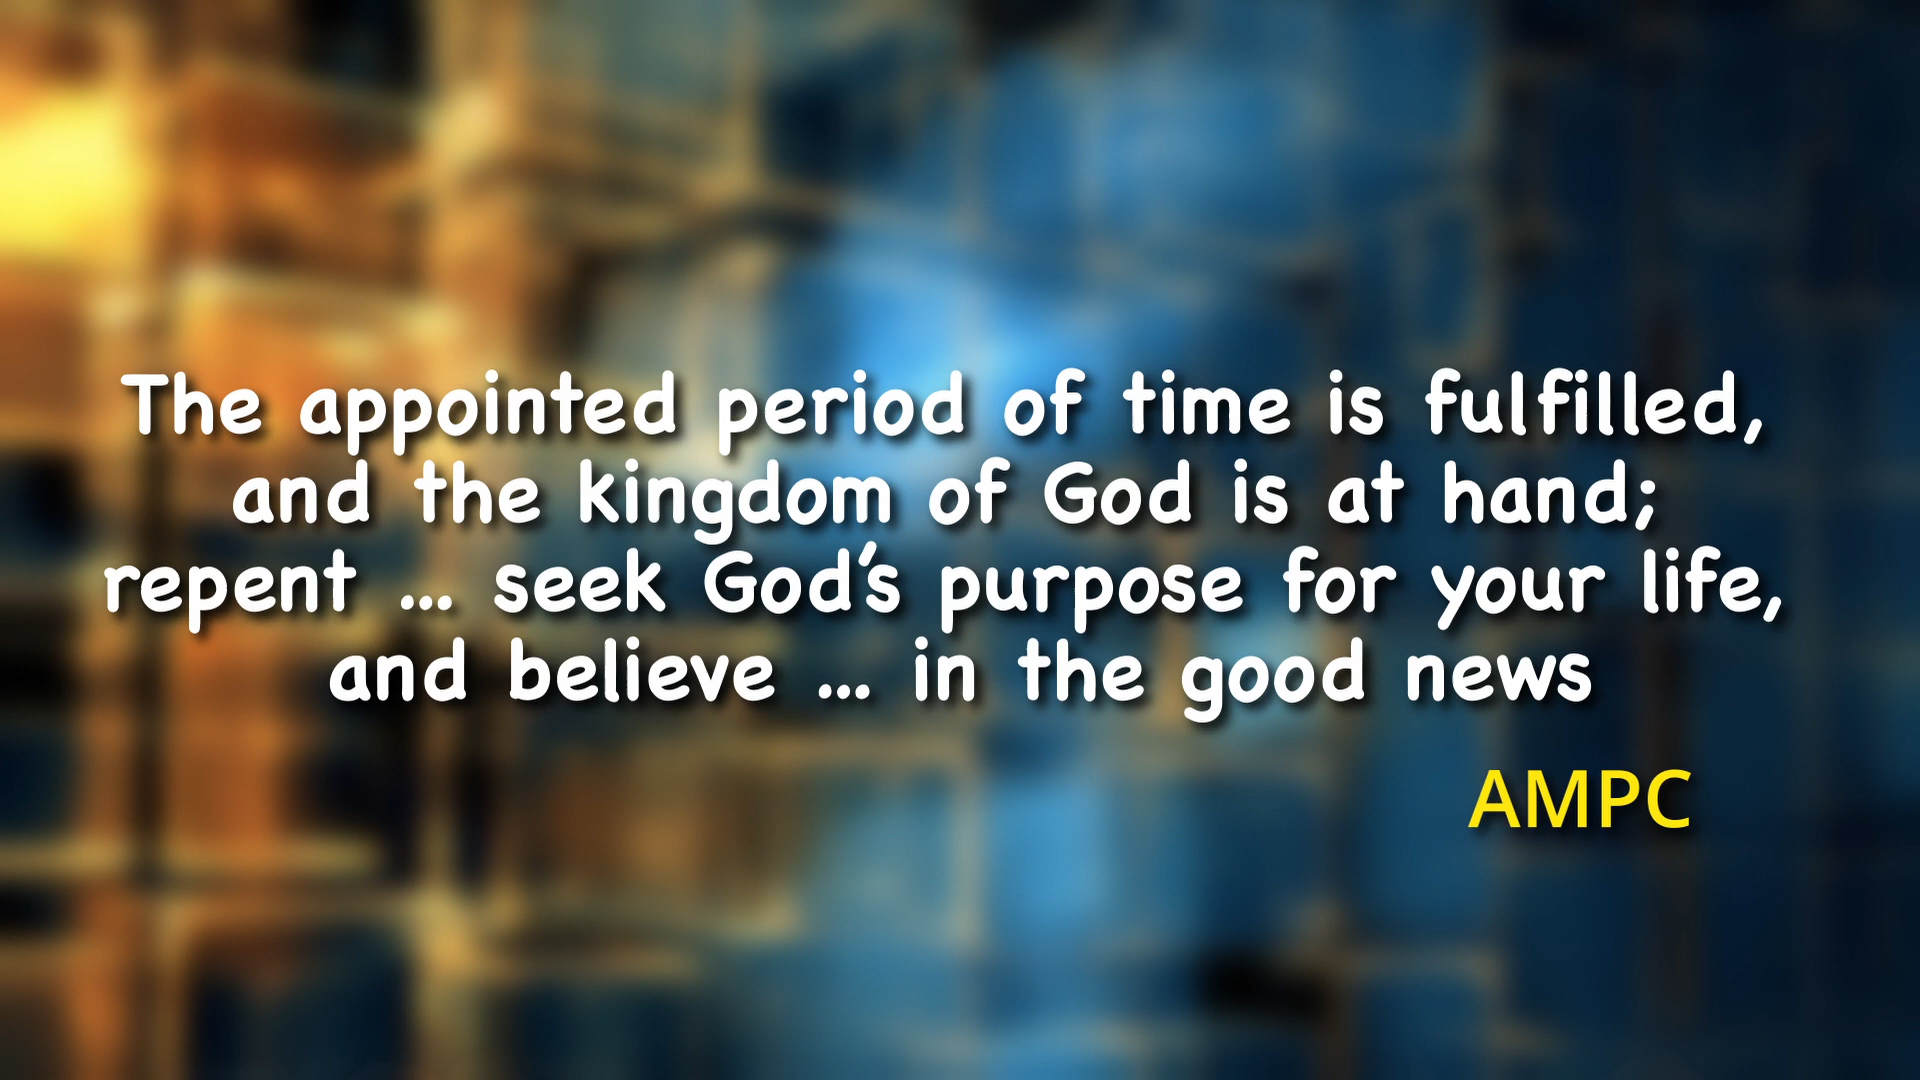 The appointed period of time is fulfilled,
and the kingdom of God is at hand;
repent ... seek God's purpose for your life,
and believe ... in the good news
AMPC